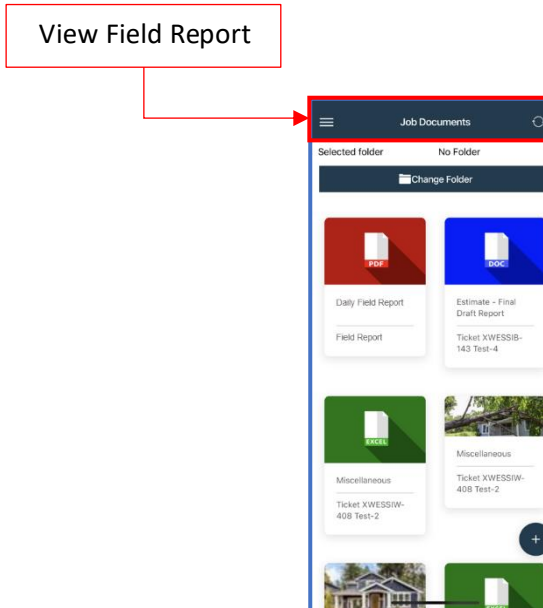 View Field Report
Job Documents
Selected folder No Folder
Change Folder
PDF
DOC
Daily Field Report
Field Report
Estimate - Final
Draft Report
Ticket XWESSIB-
143 Test-4
EXCEL
Miscellaneous
Ticket XWESSIW-
408 Test-2
Miscellaneous
Ticket XWESSIW-
408 Test-2
+
EXCEL